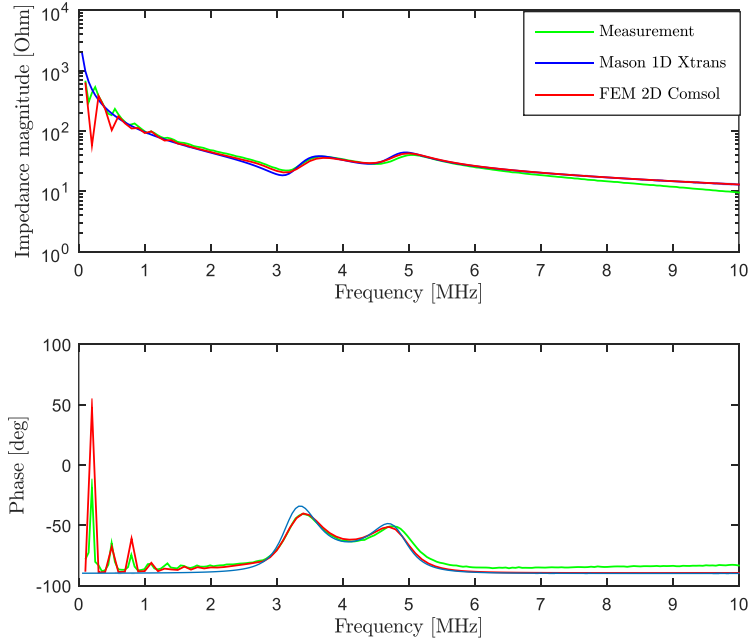 Impedance magnitude [Ohm]
10^4
10^3
10^2
10^1
10^0
Measurement
Mason 1D Xtrans
FEM 2D Comsol
0 1 2 3 4 5 6 7 8 9 10
Frequency [MHz]
Phase [deg]
100
50
0
-50
-100
0 1 2 3 4 5 6 7 8 9 10
Frequency [MHz]